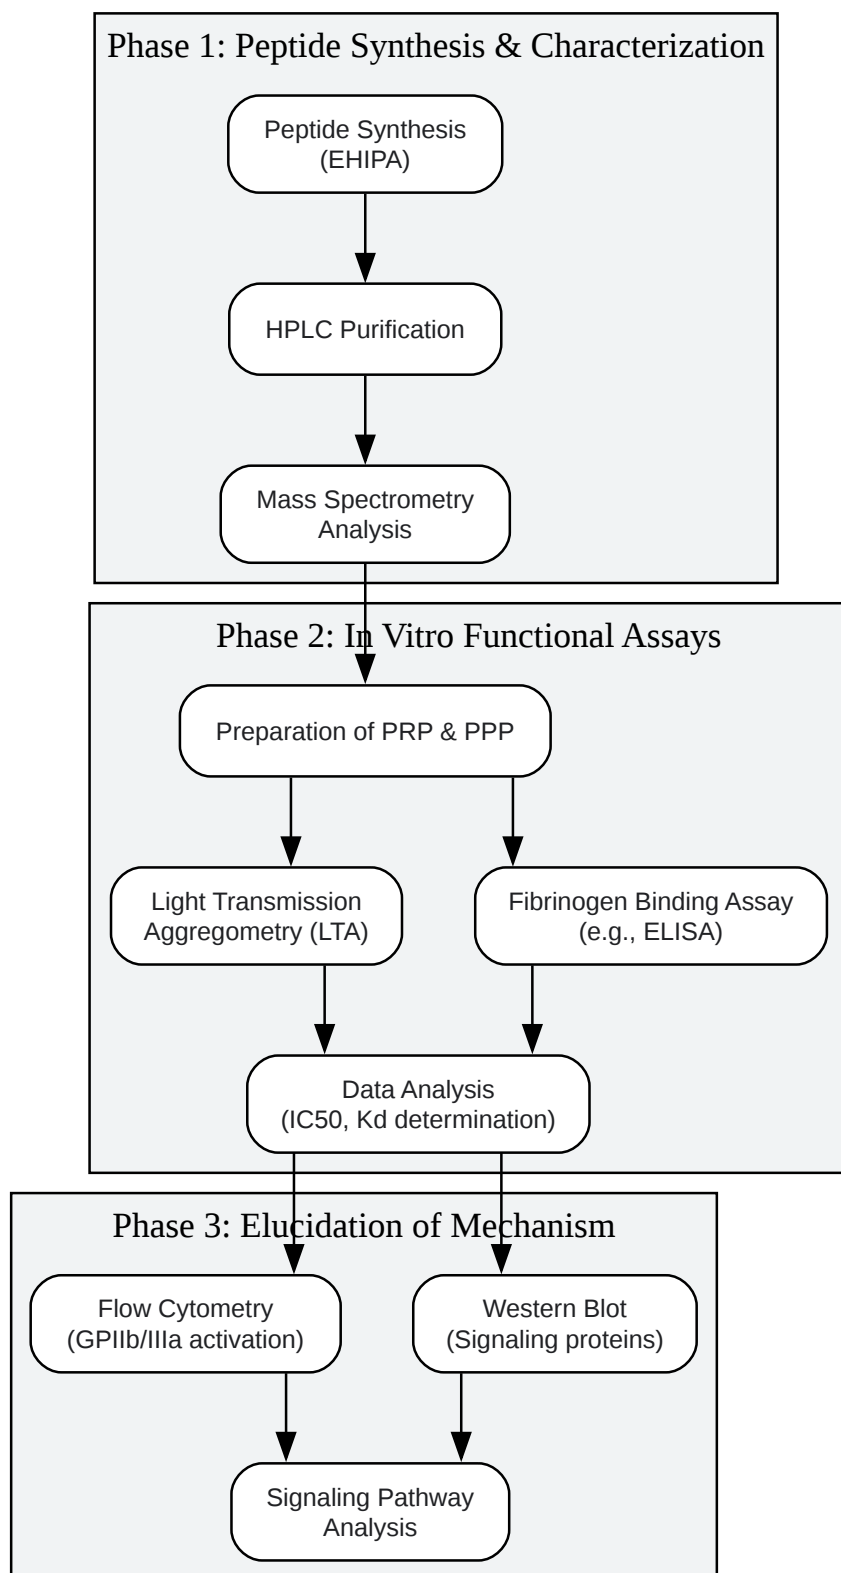 Phase 1: Peptide Synthesis & Characterization
Peptide Synthesis
(EHIPA)
HPLC Purification
Mass Spectrometry
Analysis
Phase 2: In Vitro Functional Assays
Preparation of PRP & PPP
Light Transmission
Aggregometry (LTA)
Fibrinogen Binding Assay
(e.g., ELISA)
Data Analysis
(IC50, Kd determination)
Phase 3: Elucidation of Mechanism
Flow Cytometry
(GPIIb/IIIa activation)
Western Blot
(Signaling proteins)
Signaling Pathway
Analysis